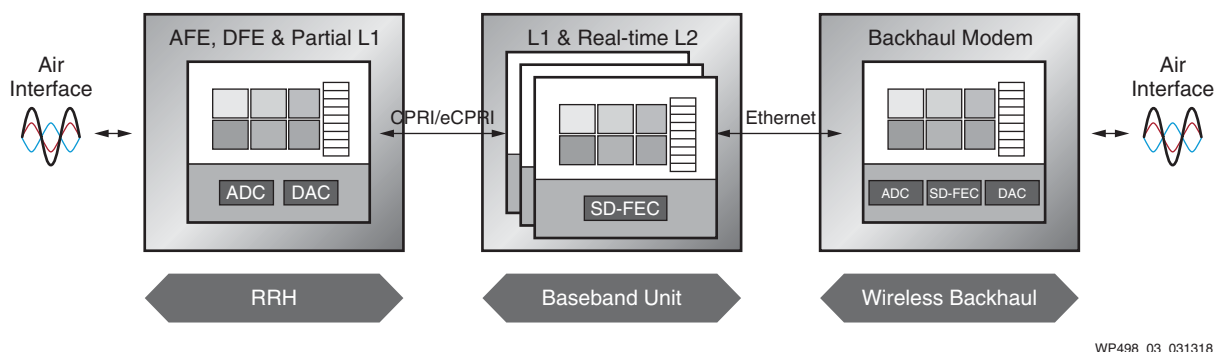 AFE, DFE & Partial L1
L1 & Real-time L2
Backhaul Modem
Air
Interface
Air
Interface
CPRI/eCPRI
Ethernet
ADC
DAC
SD-FEC
ADC
SD-FEC
DAC
RRH
Baseband Unit
Wireless Backhaul
WP498_03_031318